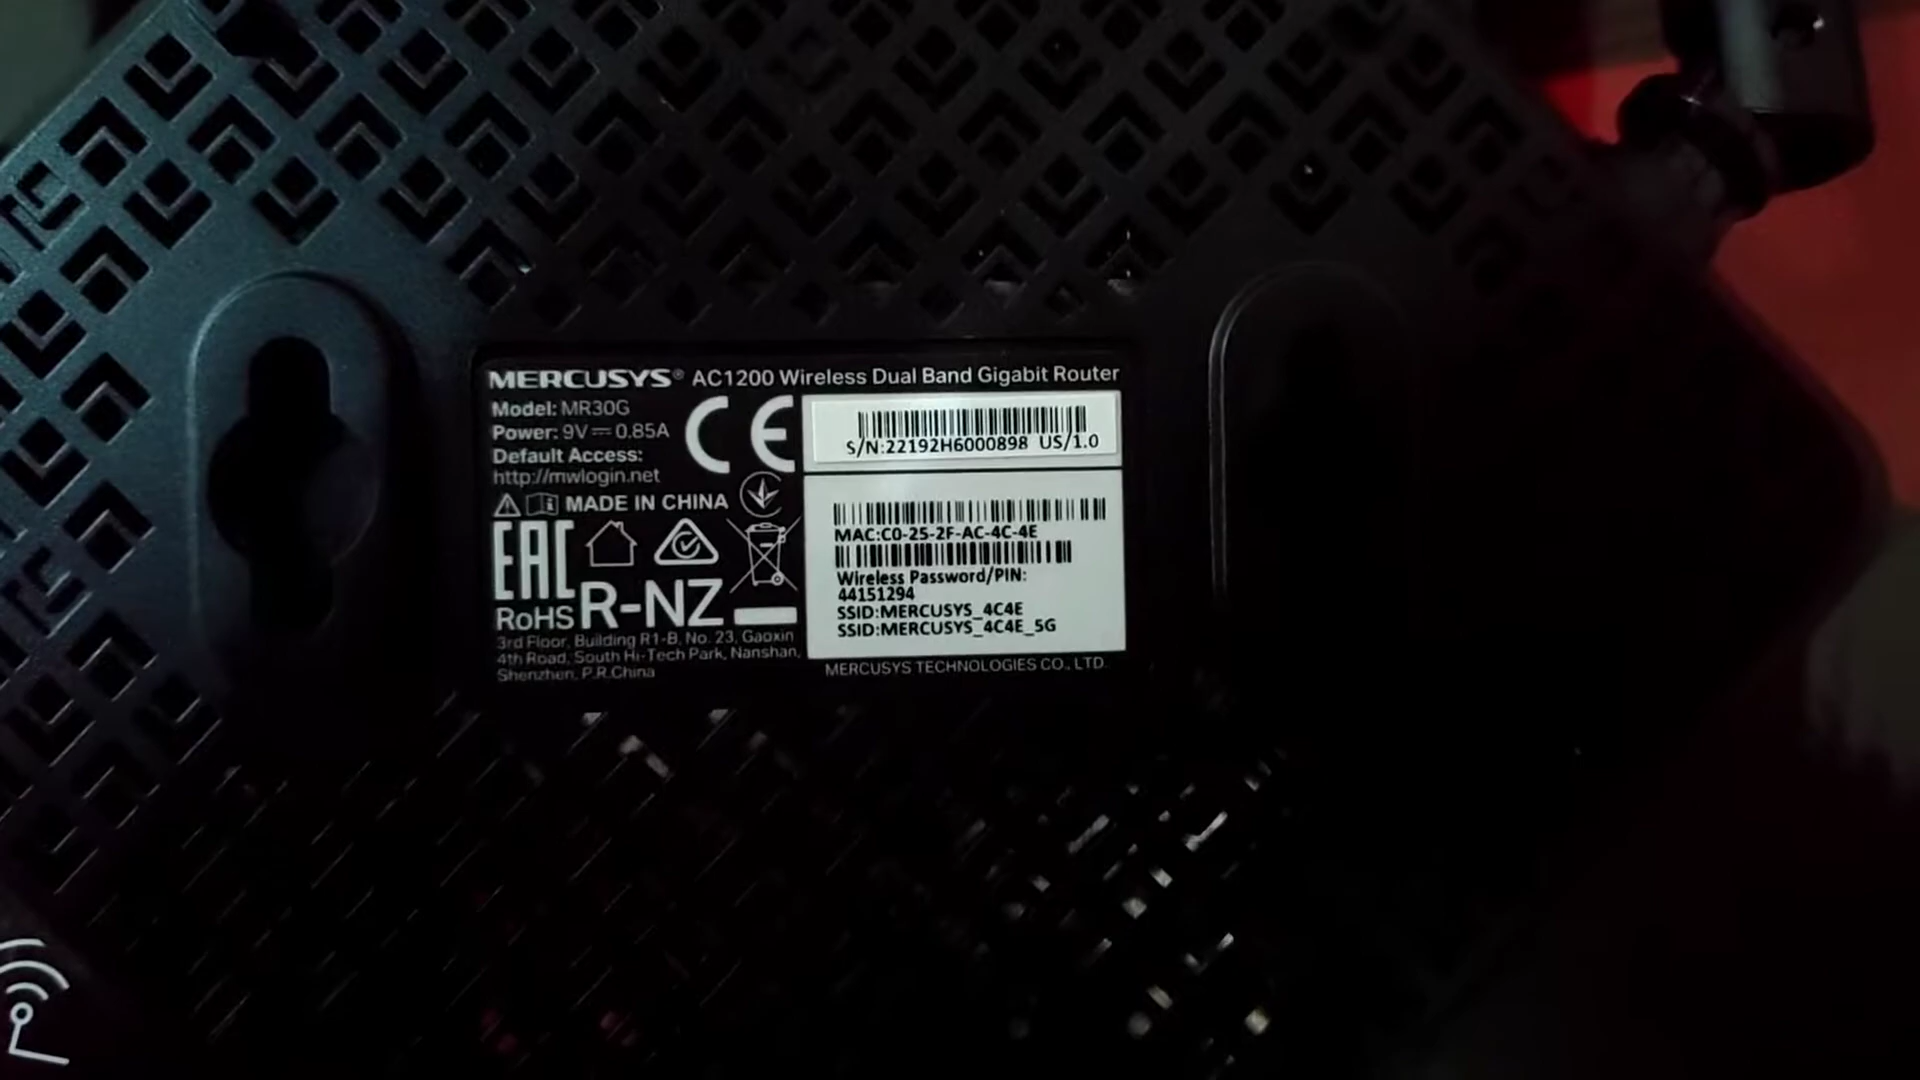 MERCUSYS® AC1200 Wireless Dual Band Gigabit Router
Model: MR30G
Power: 9V⎓0.85A
Default Access:
http://mwlogin.net
MADE IN CHINA
CE
EAC
RoHS R-NZ
3rd Floor, Building R1-B, No. 23, Gaoxin
4th Road, South Hi-Tech Park, Nanshan,
Shenzhen, P.R.China
S/N:22192H6000898 US/1.0
MAC:C0-25-2F-AC-4C-4E
Wireless Password/PIN:
44151294
SSID:MERCUSYS_4C4E
SSID:MERCUSYS_4C4E_5G
MERCUSYS TECHNOLOGIES CO., LTD.